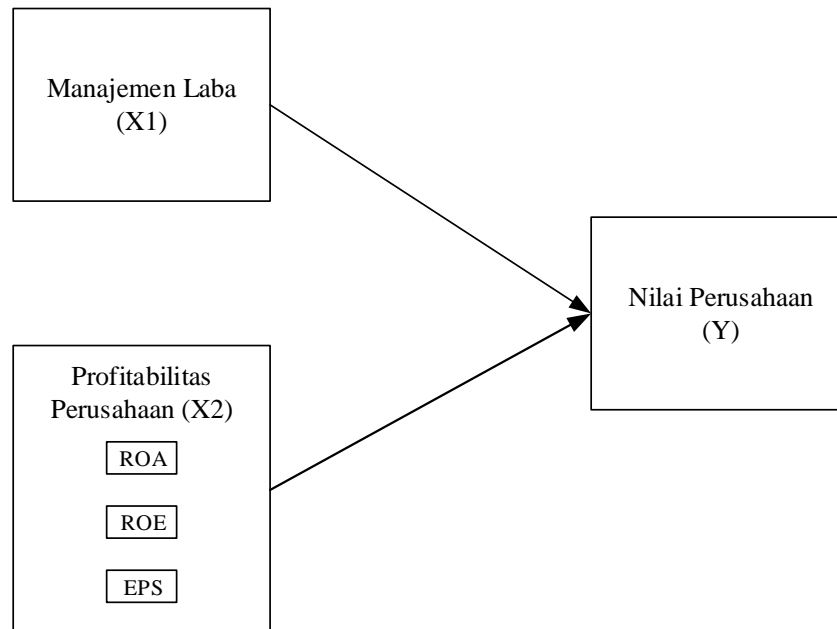 Manajemen Laba
(X1)
Nilai Perusahaan
(Y)
Profitabilitas
Perusahaan (X2)
ROA
ROE
EPS